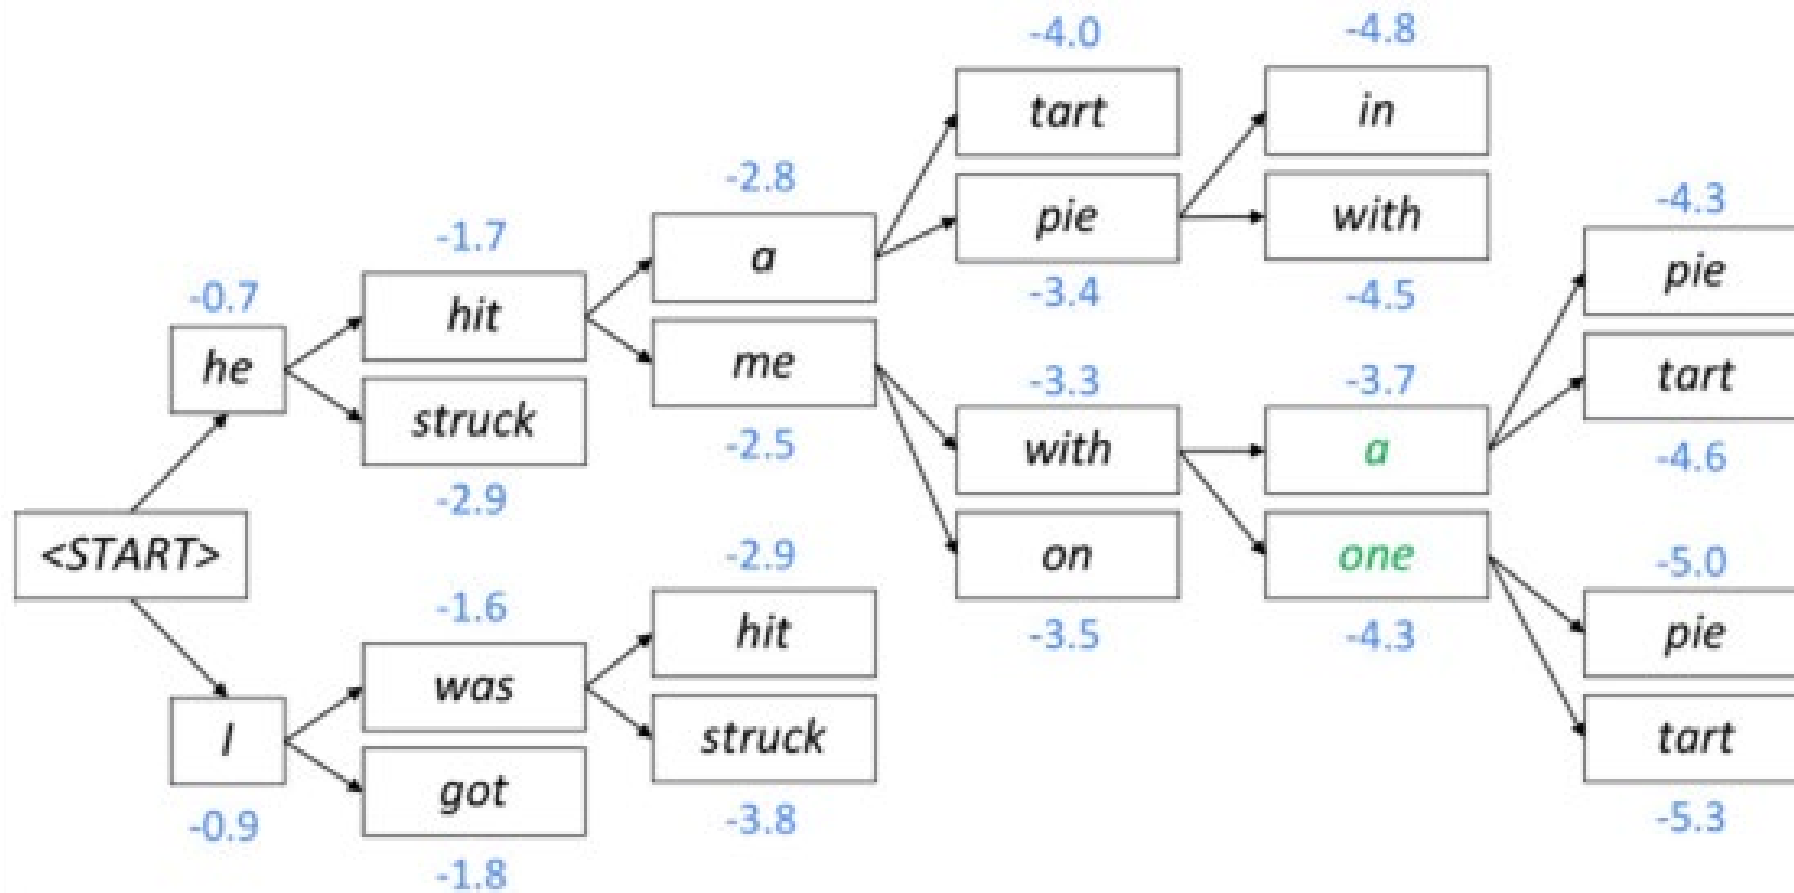 -4.0
-4.8
tart
in
-2.8
pie
with
-4.3
-1.7
a
-3.4
-4.5
pie
-0.7
hit
me
-3.3
-3.7
tart
he
struck
-2.5
with
a
-4.6
-2.9
<START>
-2.9
on
one
-5.0
-1.6
hit
-3.5
-4.3
pie
I
was
struck
tart
-0.9
got
-3.8
-5.3
-1.8